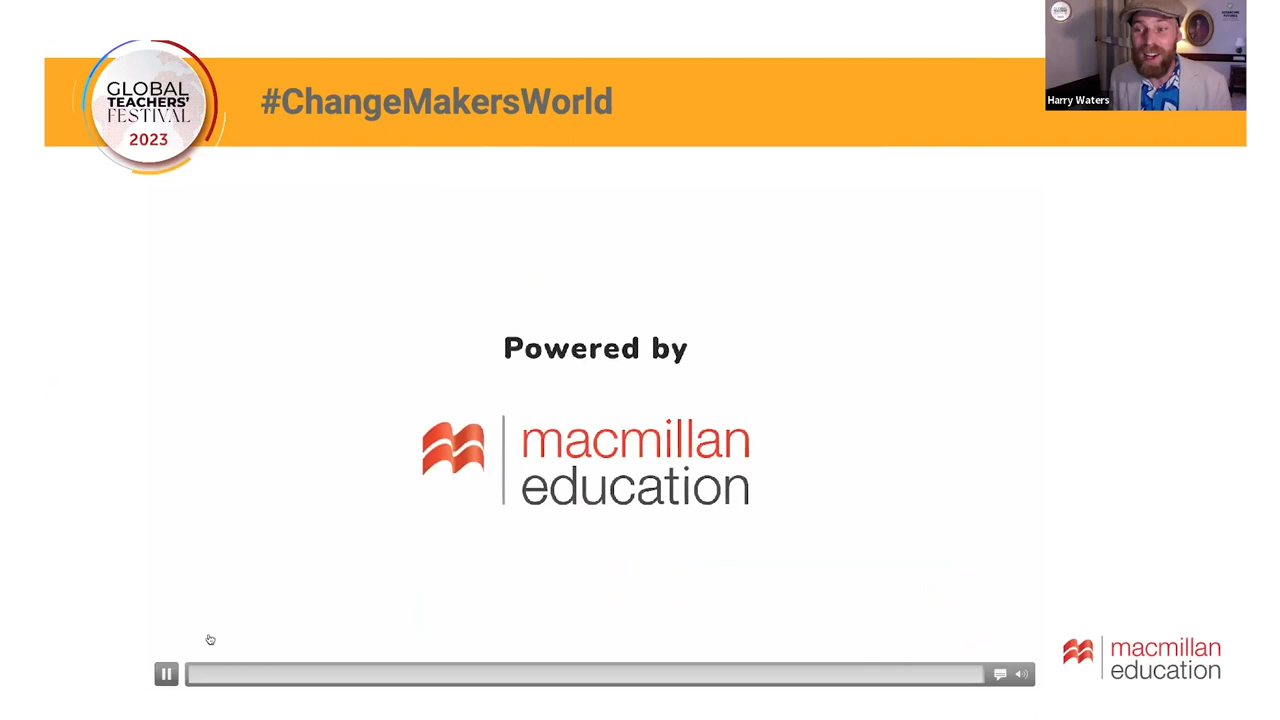 GLOBAL
TEACHERS'
FESTIVAL
2023
#ChangeMakersWorld
Harry Waters
Powered by
macmillan
education
macmillan
education